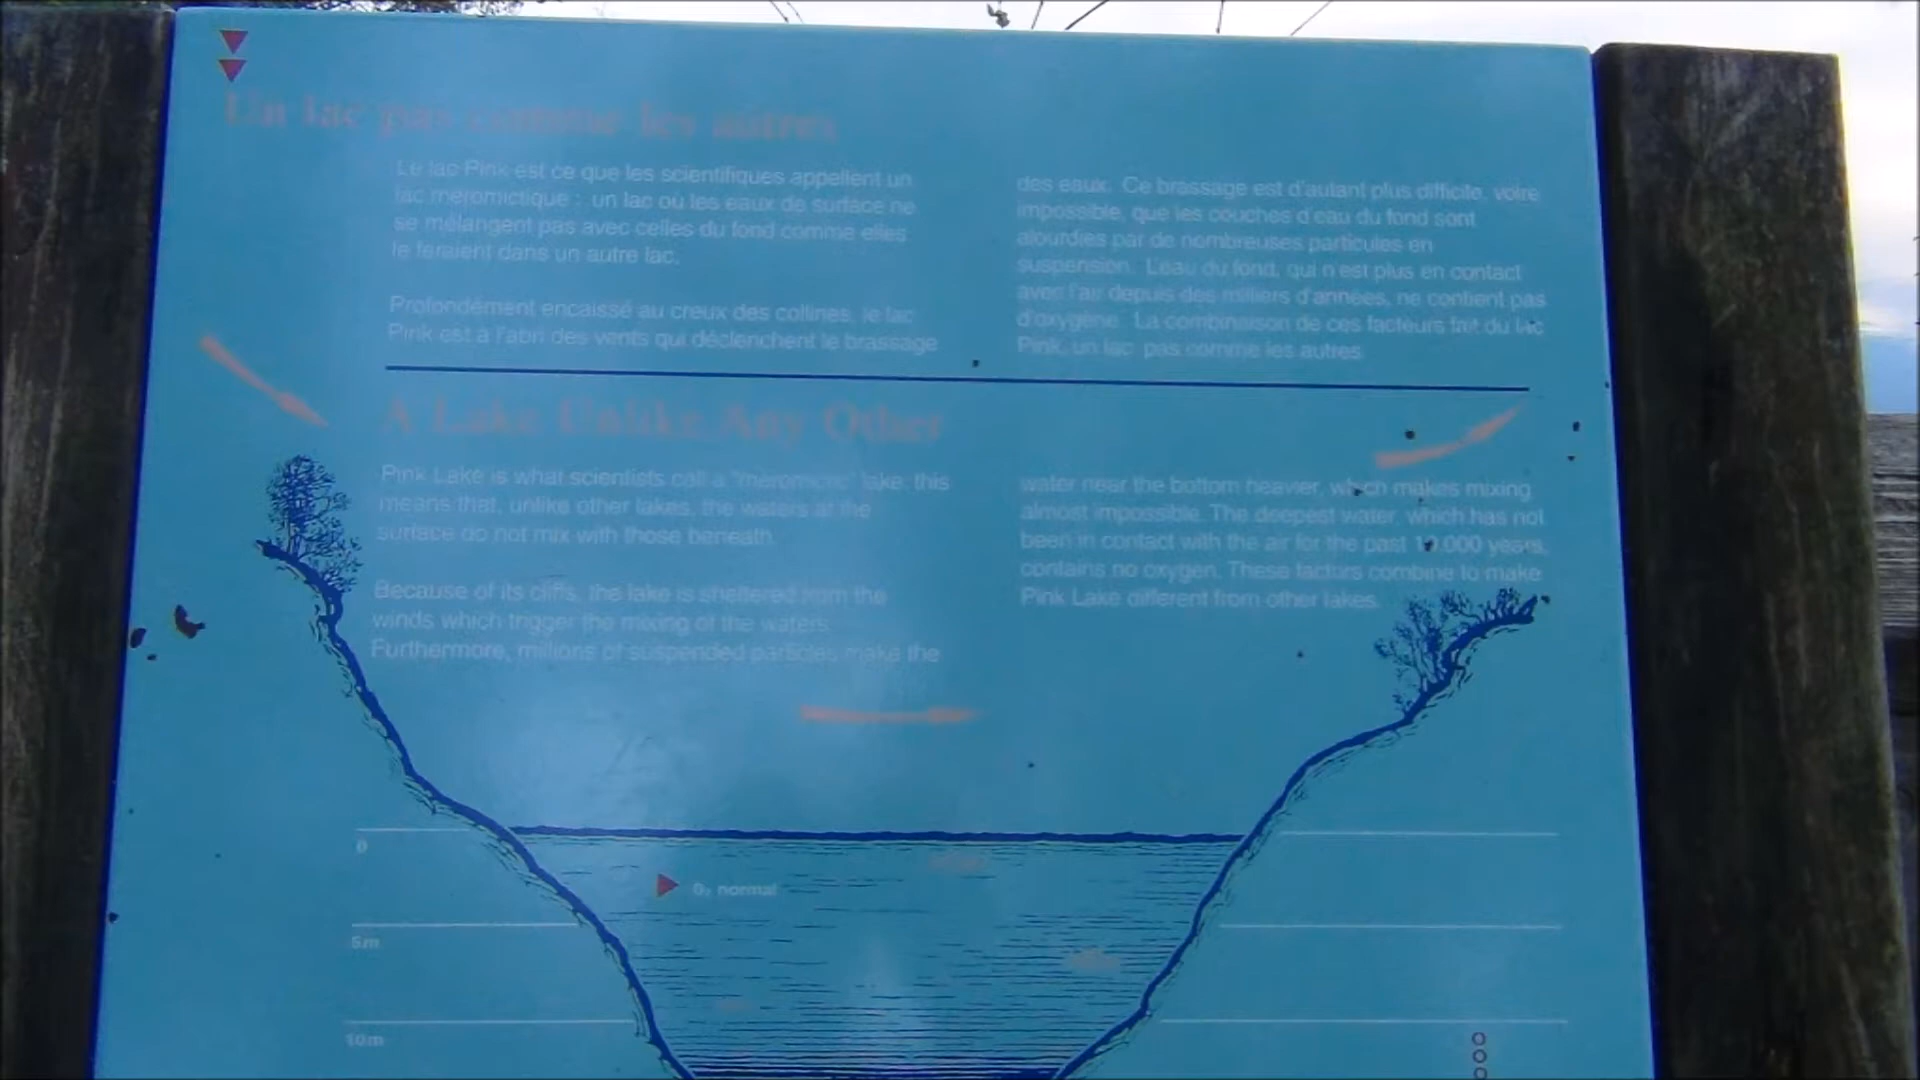 Un lac pas comme les autres
Le lac Pink est ce que les scientifiques appellent un
lac méromictique : un lac où les eaux de surface ne
se mélangent pas avec celles du fond comme elles
le feraient dans un autre lac.
Profondément encaissé au creux des collines, le lac
Pink est à l'abri des vents qui déclenchent le brassage
des eaux. Ce brassage est d'autant plus difficile, voire
impossible, que les couches d'eau du fond sont
alourdies par de nombreuses particules en
suspension. L'eau du fond, qui n'est plus en contact
avec l'air depuis des milliers d'années, ne contient pas
d'oxygène. La combinaison de ces facteurs fait du lac
Pink, un lac pas comme les autres.
A Lake Unlike Any Other
Pink Lake is what scientists call a "meromictic" lake: this
means that, unlike other lakes, the waters at the
surface do not mix with those beneath.
Because of its cliffs, the lake is sheltered from the
winds which trigger the mixing of the waters.
Furthermore, millions of suspended particles make the
water near the bottom heavier, which makes mixing
almost impossible. The deepest water, which has not
been in contact with the air for the past years,
contains no oxygen. These factors combine to make
Pink Lake different from other lakes.
0
O₂ normal
5m
10m